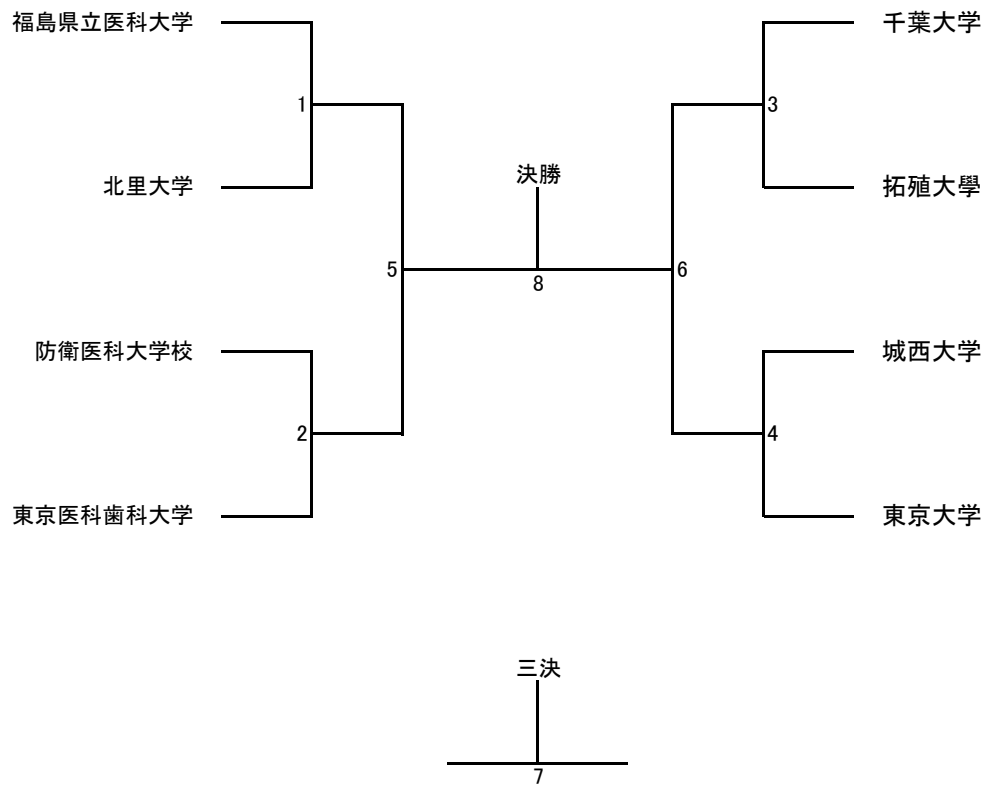 福島県立医科大学
千葉大学
1
3
決勝
北里大学
拓殖大學
5
6
8
防衛医科大学校
城西大学
2
4
東京医科歯科大学
東京大学
三決
7